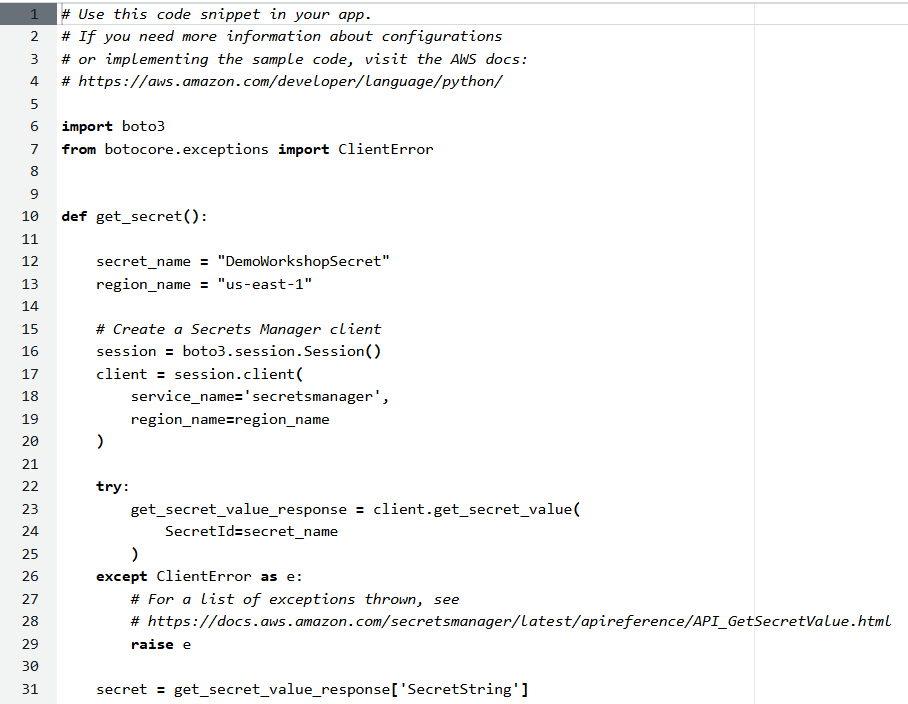 1 # Use this code snippet in your app.
2 # If you need more information about configurations
3 # or implementing the sample code, visit the AWS docs:
4 # https://aws.amazon.com/developer/language/python/
5
6 import boto3
7 from botocore.exceptions import ClientError
8
9
10 def get_secret():
11
12     secret_name = "DemoWorkshopSecret"
13     region_name = "us-east-1"
14
15     # Create a Secrets Manager client
16     session = boto3.session.Session()
17     client = session.client(
18         service_name='secretsmanager',
19         region_name=region_name
20     )
21
22     try:
23         get_secret_value_response = client.get_secret_value(
24             SecretId=secret_name
25         )
26     except ClientError as e:
27         # For a list of exceptions thrown, see
28         # https://docs.aws.amazon.com/secretsmanager/latest/apireference/API_GetSecretValue.html
29         raise e
30
31     secret = get_secret_value_response['SecretString']